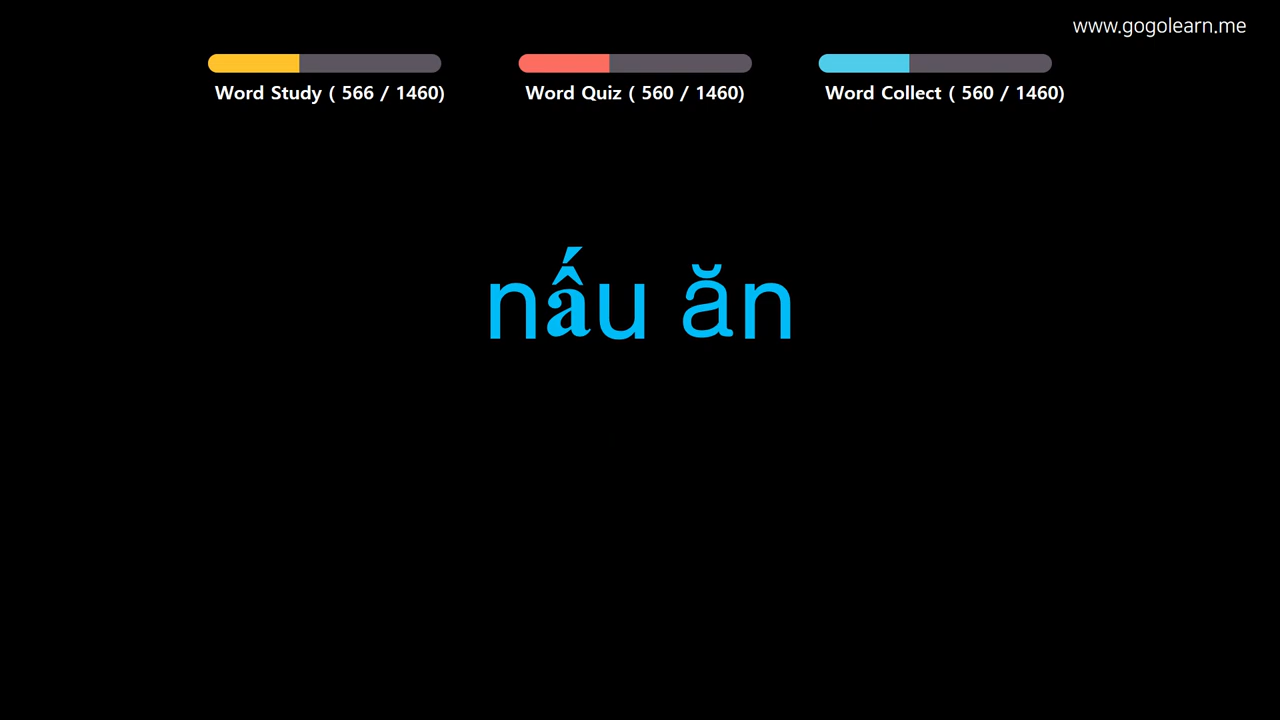 www.gogolearn.me
Word Study ( 566 / 1460)
Word Quiz ( 560 / 1460)
Word Collect ( 560 / 1460)
nấu ăn